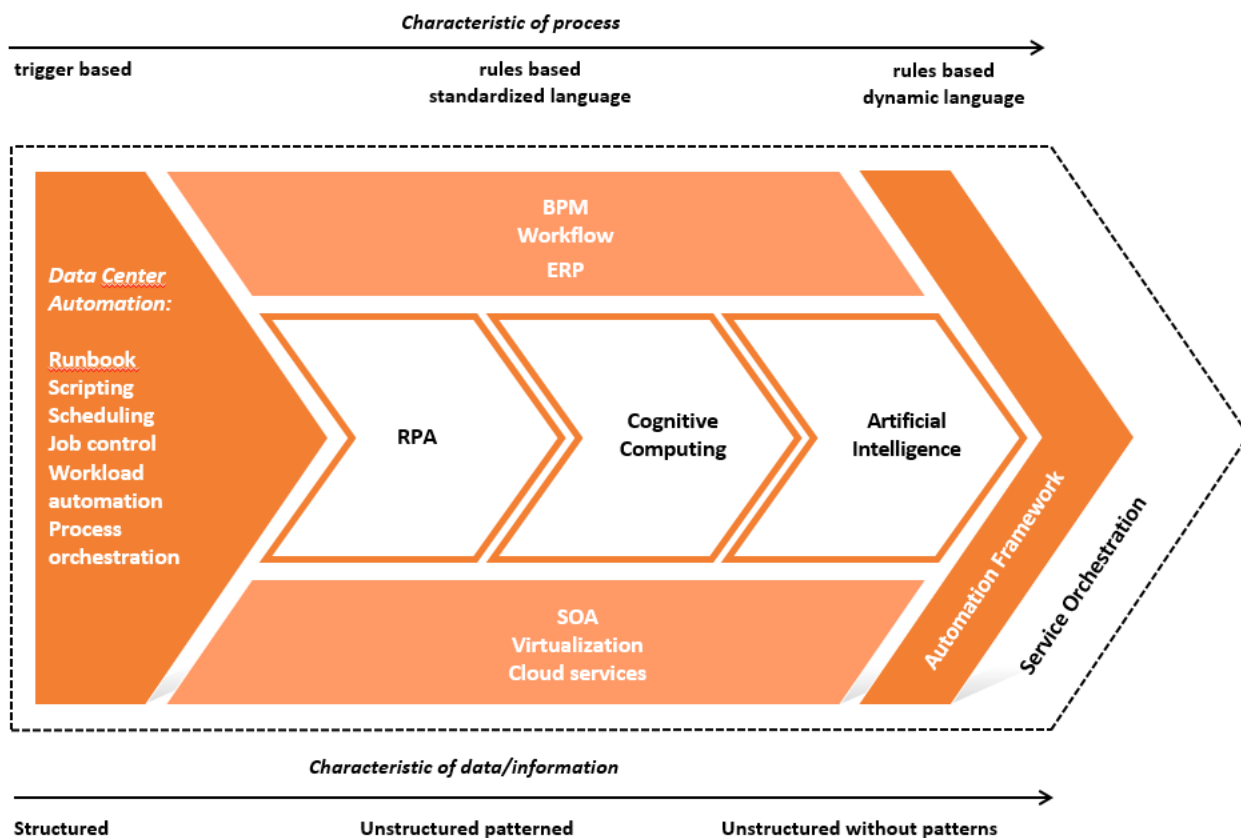 Characteristic of process
trigger based
rules based
standardized language
rules based
dynamic language
Data Center
Automation:
Runbook
Scripting
Scheduling
Job control
Workload
automation
Process
orchestration
BPM
Workflow
ERP
RPA
Cognitive
Computing
Artificial
Intelligence
SOA
Virtualization
Cloud services
Automation Framework
Service Orchestration
Characteristic of data/information
Structured
Unstructured patterned
Unstructured without patterns